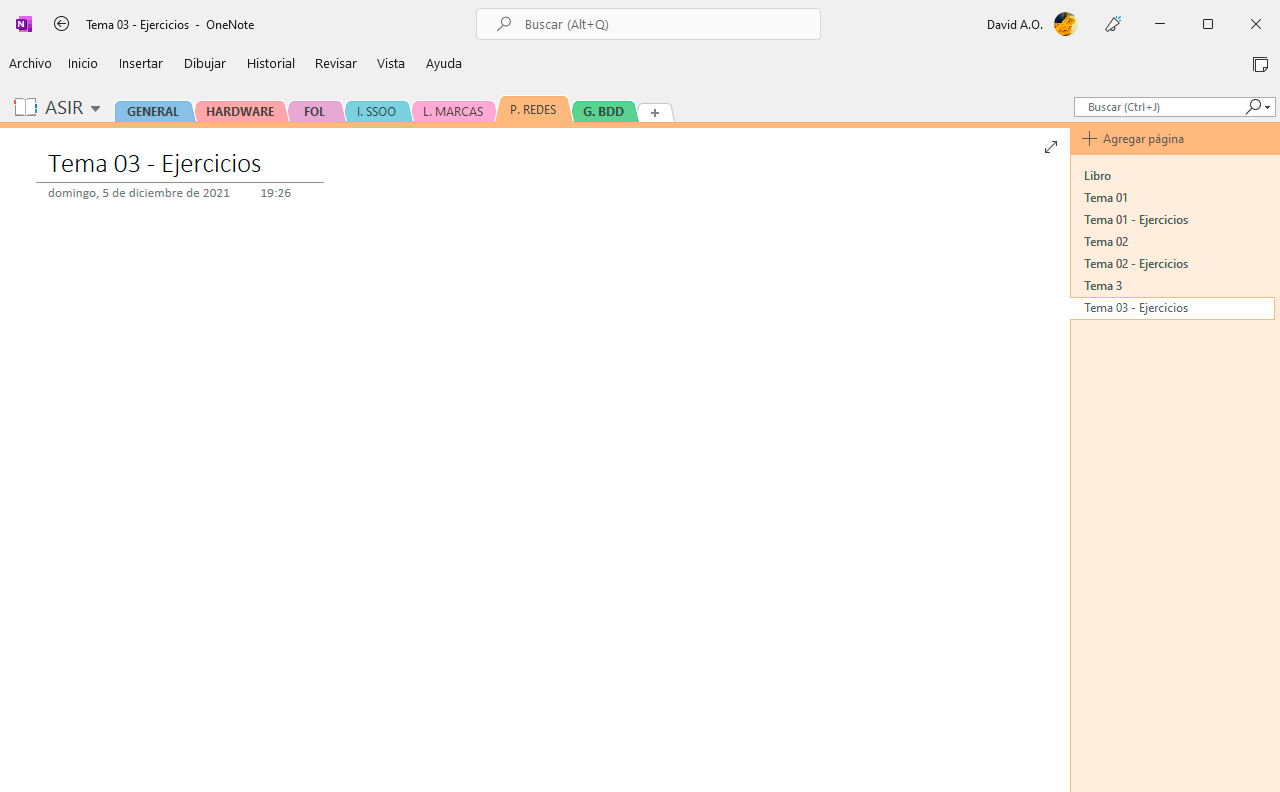 Tema 03 - Ejercicios - OneNote
Buscar (Alt+Q)
David A.O.
Archivo Inicio Insertar Dibujar Historial Revisar Vista Ayuda
ASIR GENERAL HARDWARE FOL I. SSOO L. MARCAS P. REDES G. BDD +
Buscar (Ctrl+J)
Tema 03 - Ejercicios
domingo, 5 de diciembre de 2021 19:26
Agregar página
Libro
Tema 01
Tema 01 - Ejercicios
Tema 02
Tema 02 - Ejercicios
Tema 3
Tema 03 - Ejercicios